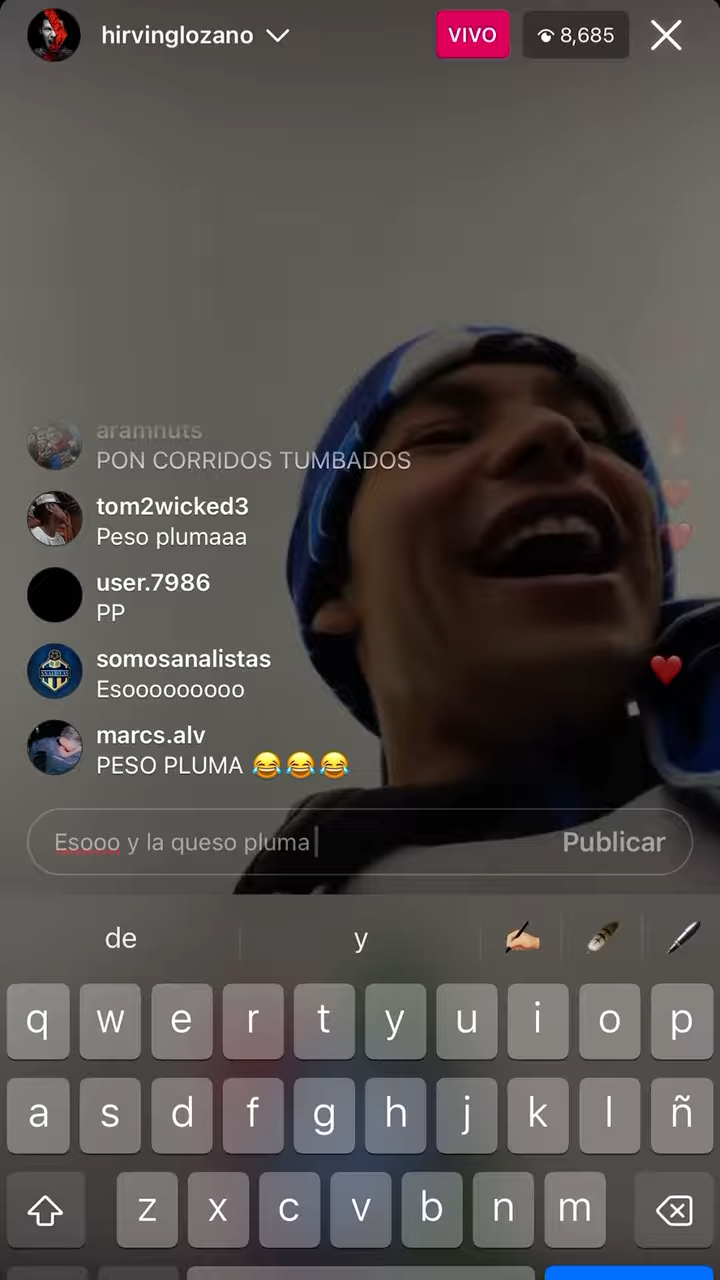 hirvinglozano
VIVO
8,685
aramnuts
PON CORRIDOS TUMBADOS
tom2wicked3
Peso plumaaa
user.7986
PP
somosanalistas
Esooooooooo
marcs.alv
PESO PLUMA 😂😂😂
Esooo y la queso pluma
Publicar
de
y
q w e r t y u i o p
a s d f g h j k l ñ
z x c v b n m